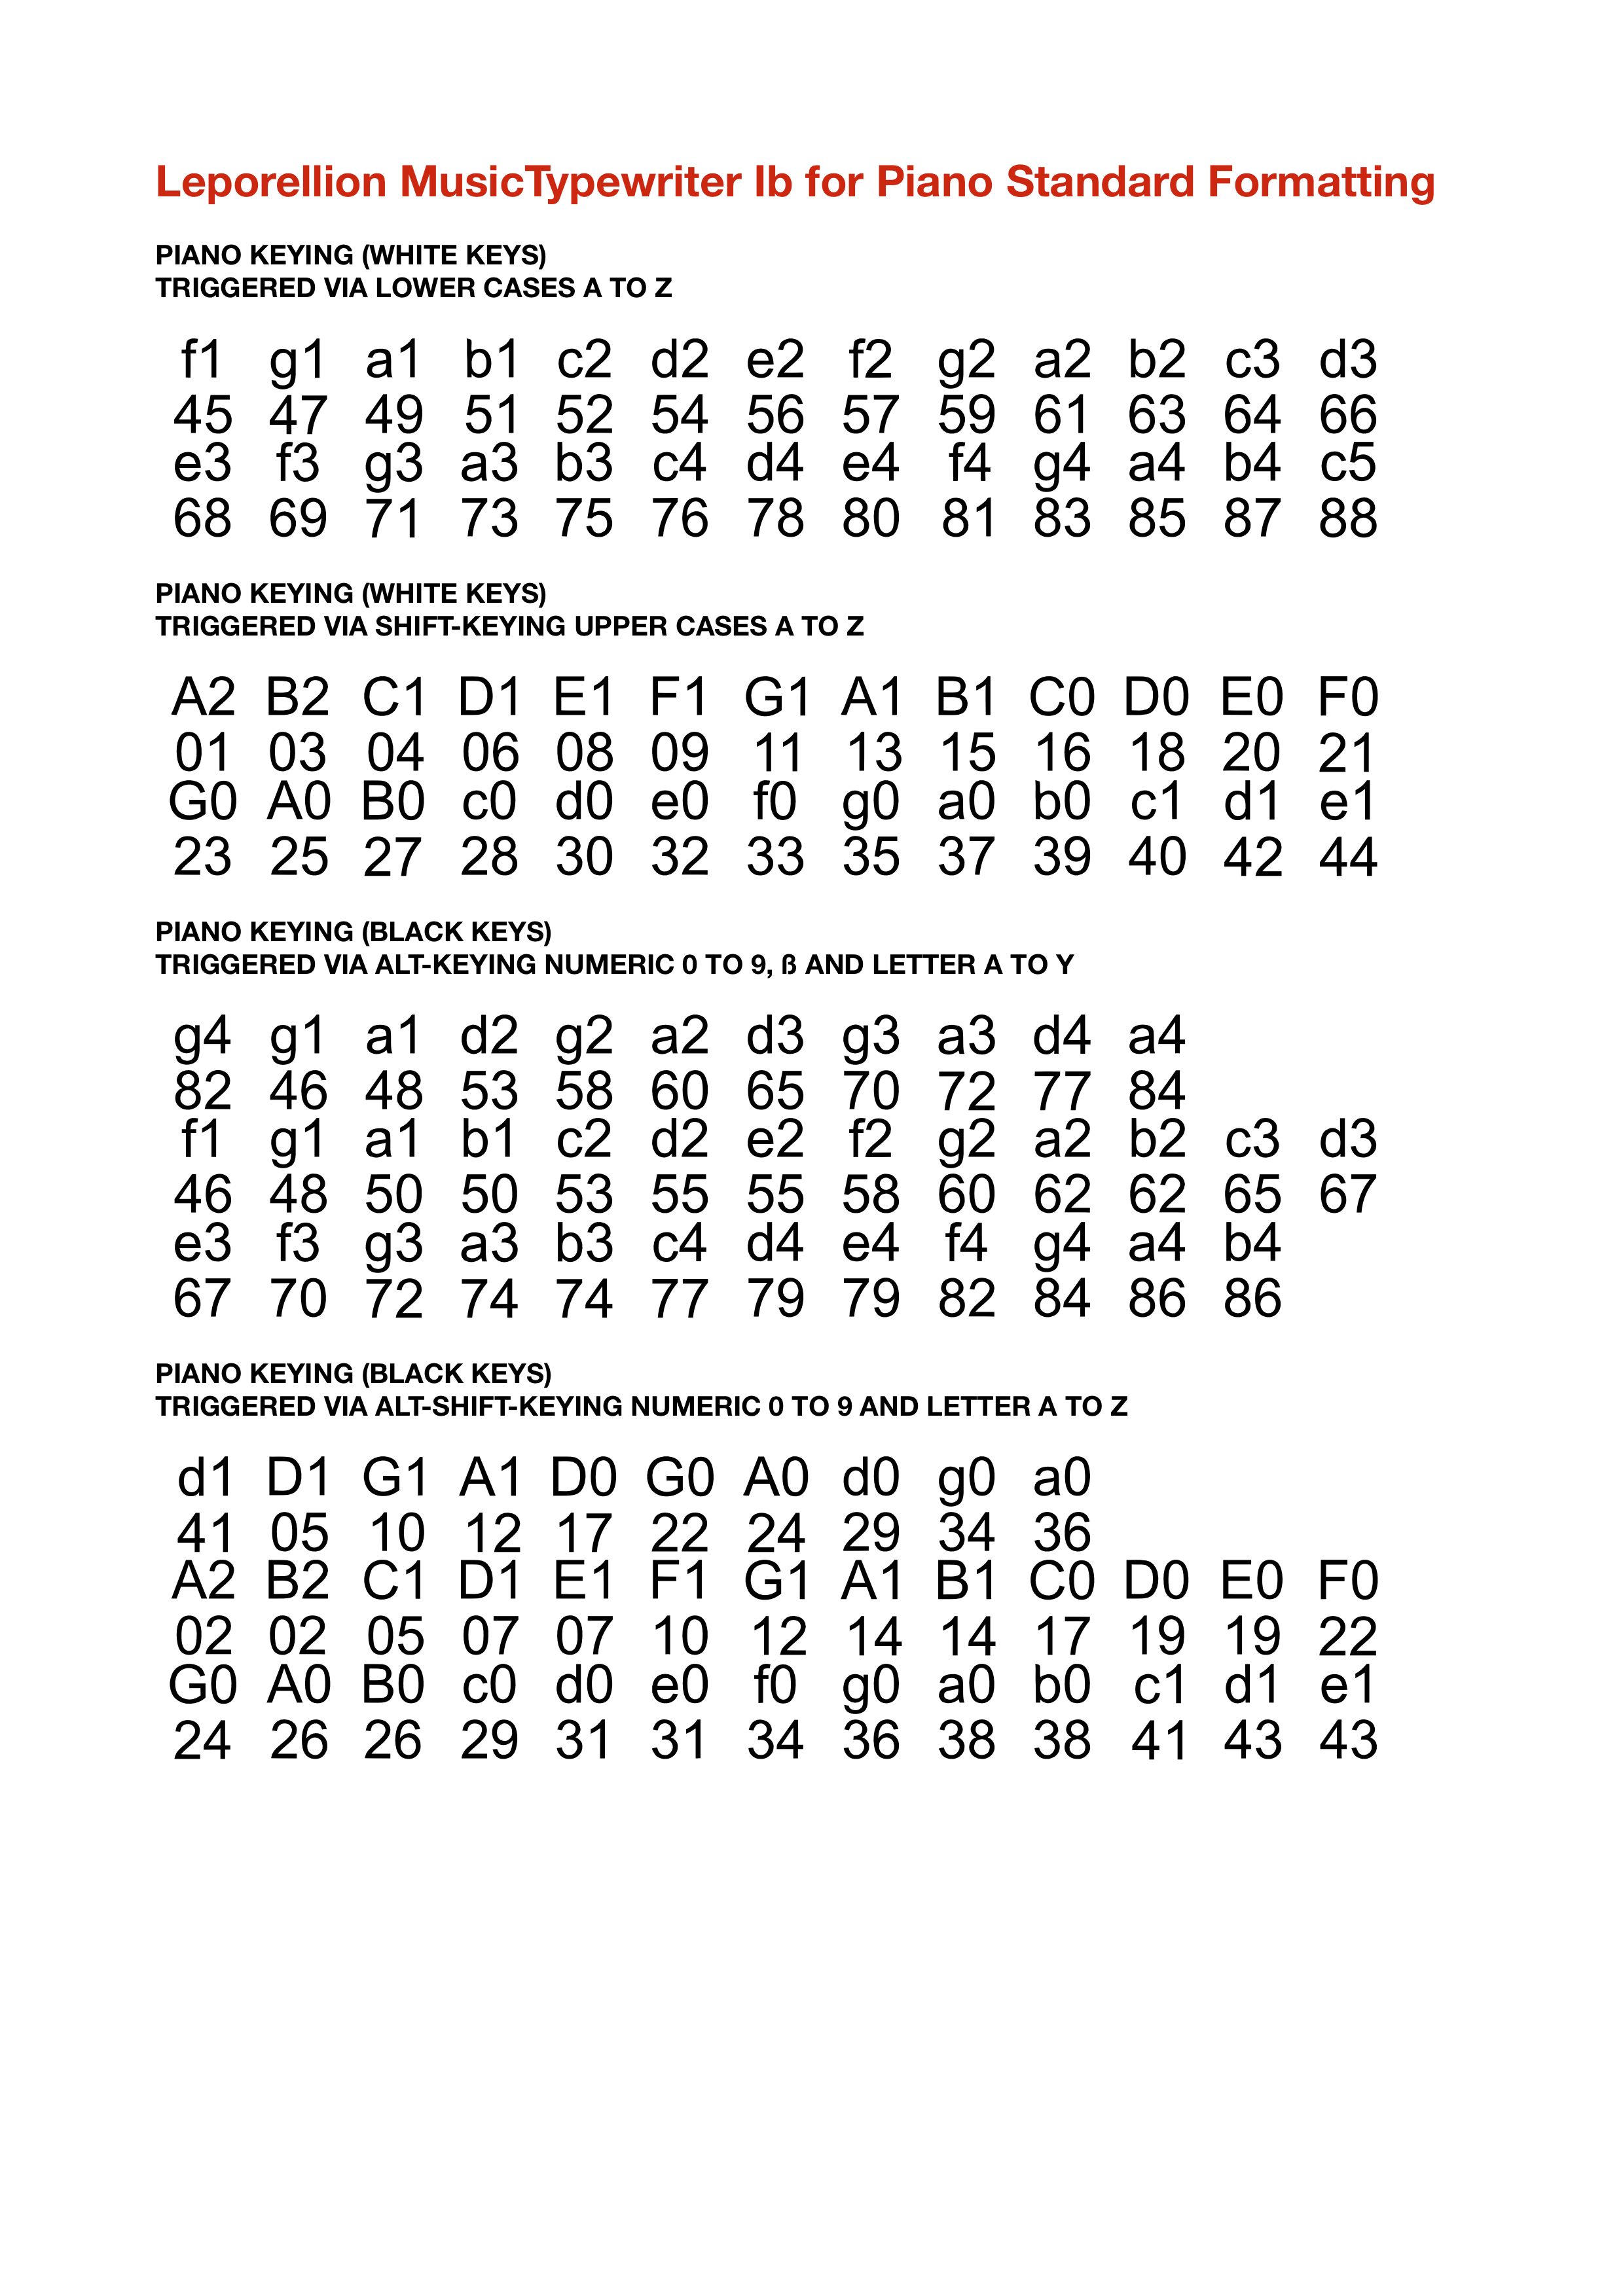 Leporellion MusicTypewriter Ib for Piano Standard Formatting
PIANO KEYING (WHITE KEYS)
TRIGGERED VIA LOWER CASES A TO Z
f1 g1 a1 b1 c2 d2 e2 f2 g2 a2 b2 c3 d3
45 47 49 51 52 54 56 57 59 61 63 64 66
e3 f3 g3 a3 b3 c4 d4 e4 f4 g4 a4 b4 c5
68 69 71 73 75 76 78 80 81 83 85 87 88
PIANO KEYING (WHITE KEYS)
TRIGGERED VIA SHIFT-KEYING UPPER CASES A TO Z
A2 B2 C1 D1 E1 F1 G1 A1 B1 C0 D0 E0 F0
01 03 04 06 08 09 11 13 15 16 18 20 21
G0 A0 B0 c0 d0 e0 f0 g0 a0 b0 c1 d1 e1
23 25 27 28 30 32 33 35 37 39 40 42 44
PIANO KEYING (BLACK KEYS)
TRIGGERED VIA ALT-KEYING NUMERIC 0 TO 9, ß AND LETTER A TO Y
g4 g1 a1 d2 g2 a2 d3 g3 a3 d4 a4
82 46 48 53 58 60 65 70 72 77 84
f1 g1 a1 b1 c2 d2 e2 f2 g2 a2 b2 c3 d3
46 48 50 50 53 55 55 58 60 62 62 65 67
e3 f3 g3 a3 b3 c4 d4 e4 f4 g4 a4 b4
67 70 72 74 74 77 79 79 82 84 86 86
PIANO KEYING (BLACK KEYS)
TRIGGERED VIA ALT-SHIFT-KEYING NUMERIC 0 TO 9 AND LETTER A TO Z
d1 D1 G1 A1 D0 G0 A0 d0 g0 a0
41 05 10 12 17 22 24 29 34 36
A2 B2 C1 D1 E1 F1 G1 A1 B1 C0 D0 E0 F0
02 02 05 07 07 10 12 14 14 17 19 19 22
G0 A0 B0 c0 d0 e0 f0 g0 a0 b0 c1 d1 e1
24 26 26 29 31 31 34 36 38 38 41 43 43